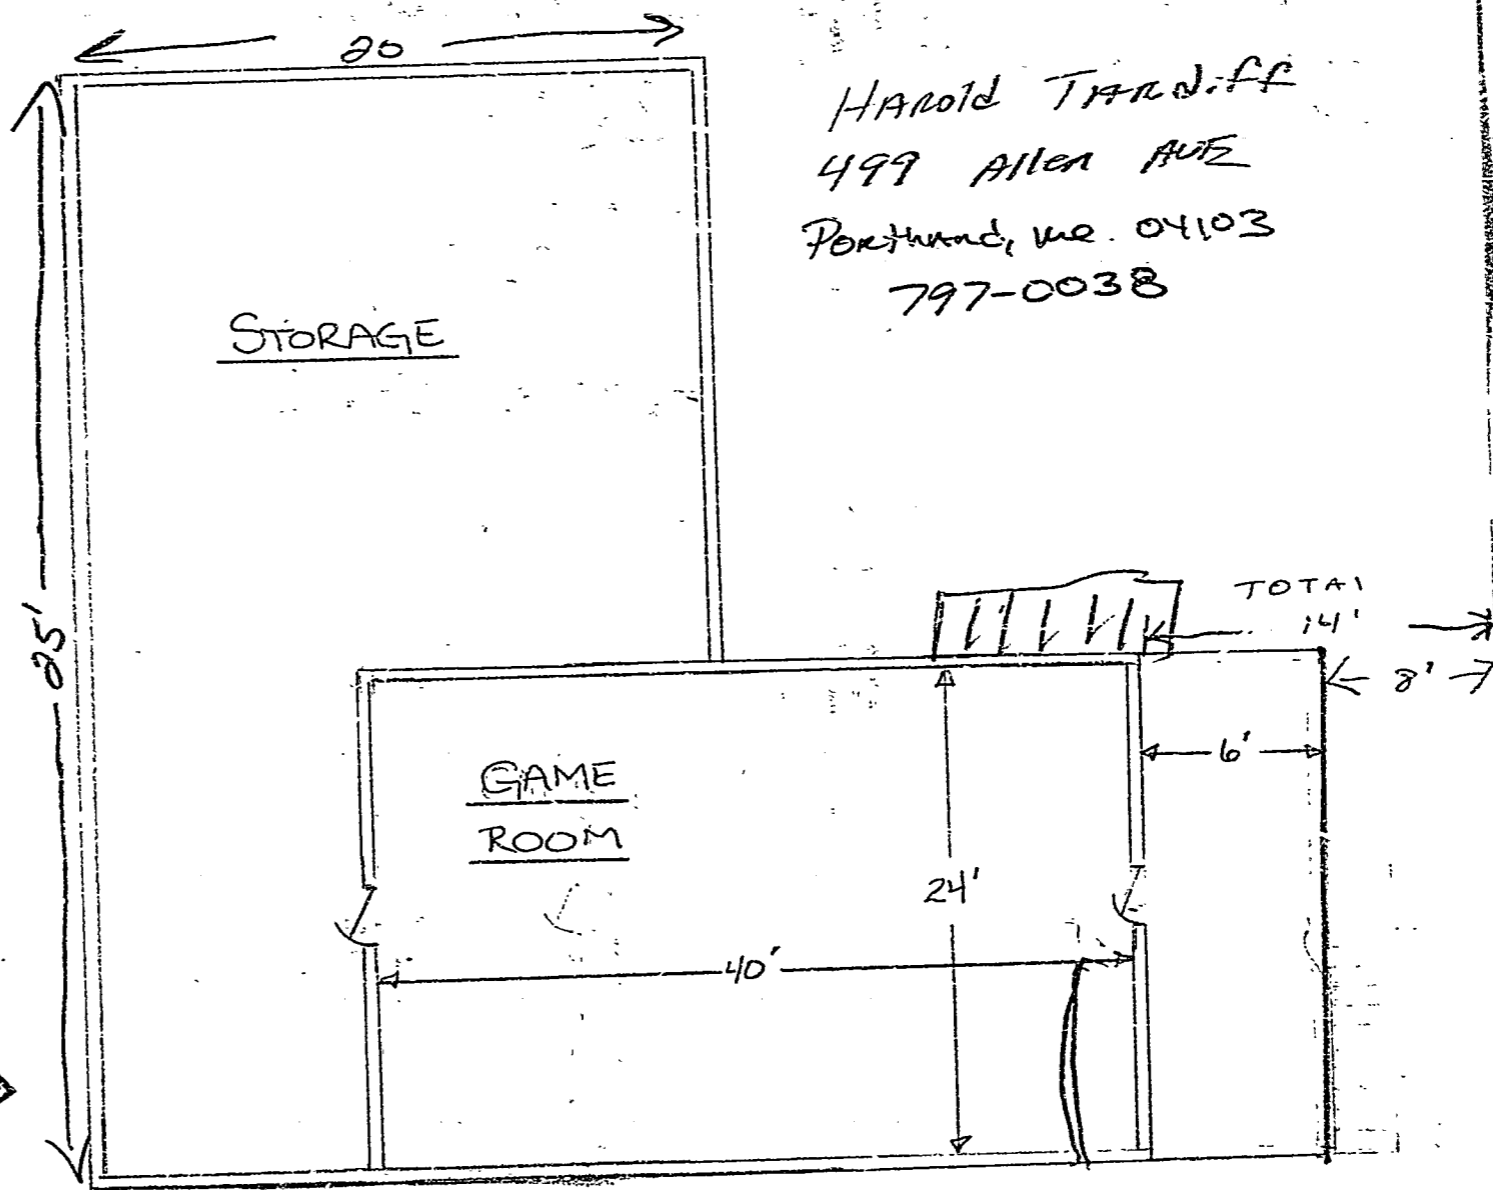 20
Harold Tardiff
499 Allen Ave
Portland, Me. 04103
797-0038
STORAGE
TOTAL
14'
25'
8'
6'
GAME
ROOM
24'
40'